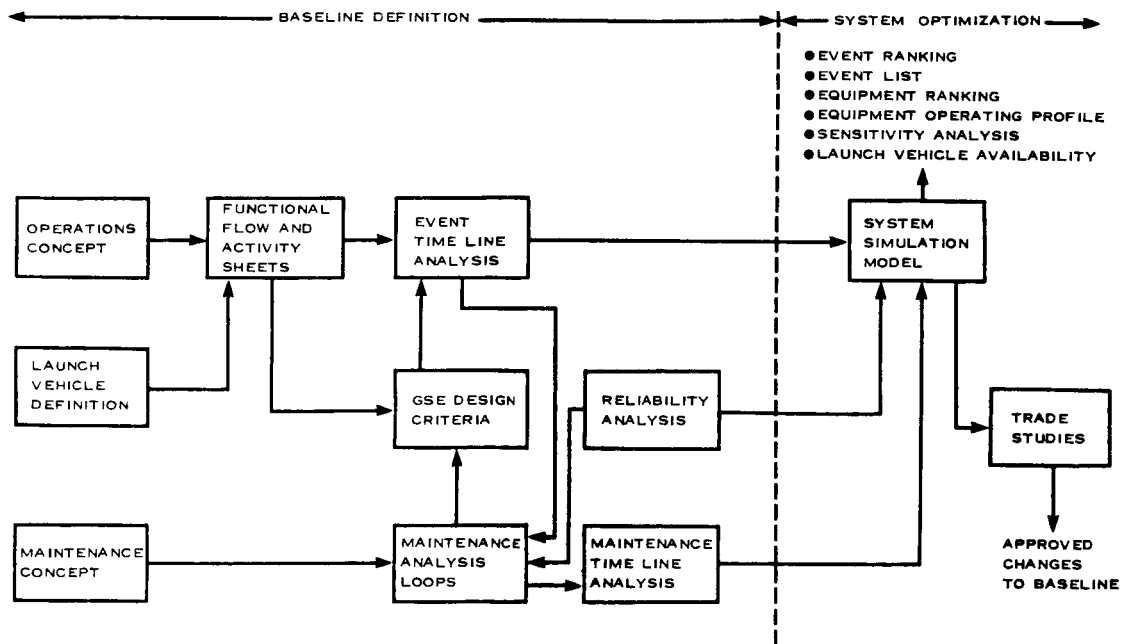 BASELINE DEFINITION
SYSTEM OPTIMIZATION
●EVENT RANKING
●EVENT LIST
●EQUIPMENT RANKING
●EQUIPMENT OPERATING PROFILE
●SENSITIVITY ANALYSIS
●LAUNCH VEHICLE AVAILABILITY
OPERATIONS
CONCEPT
FUNCTIONAL
FLOW AND
ACTIVITY
SHEETS
EVENT
TIME LINE
ANALYSIS
SYSTEM
SIMULATION
MODEL
LAUNCH
VEHICLE
DEFINITION
GSE DESIGN
CRITERIA
RELIABILITY
ANALYSIS
TRADE
STUDIES
MAINTENANCE
CONCEPT
MAINTENANCE
ANALYSIS
LOOPS
MAINTENANCE
TIME LINE
ANALYSIS
APPROVED
CHANGES
TO BASELINE